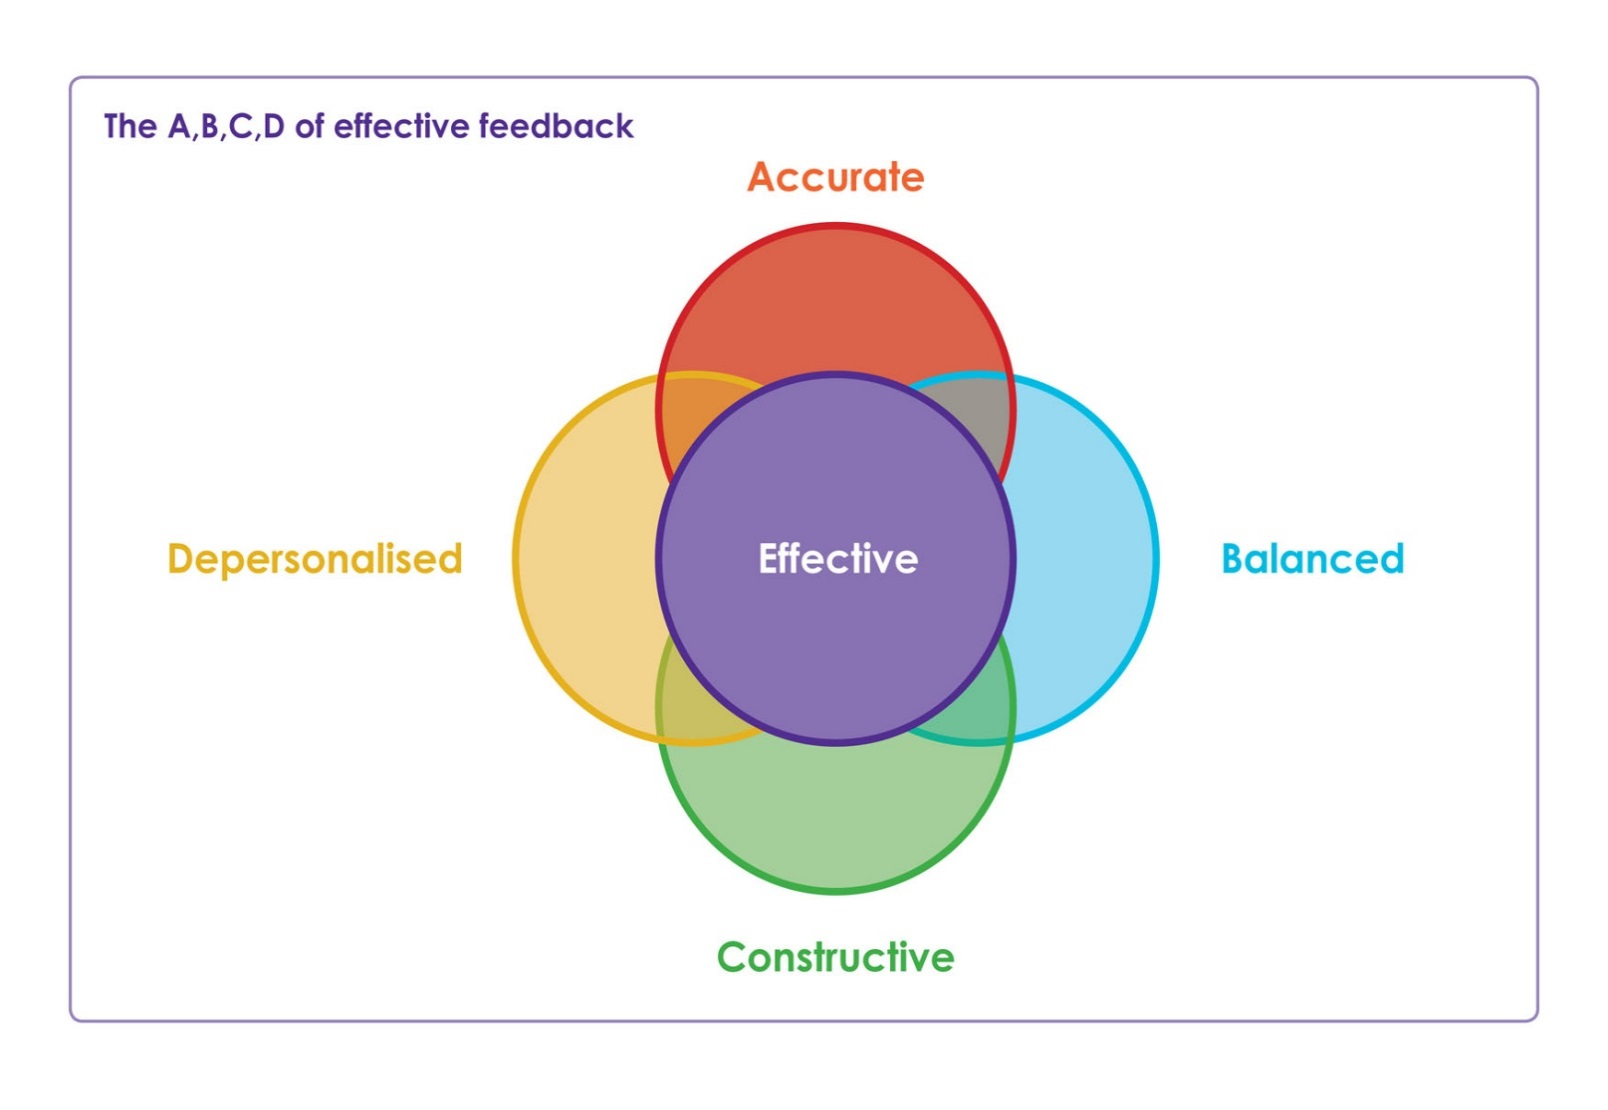 The A,B,C,D of effective feedback
Accurate
Depersonalised
Effective
Balanced
Constructive